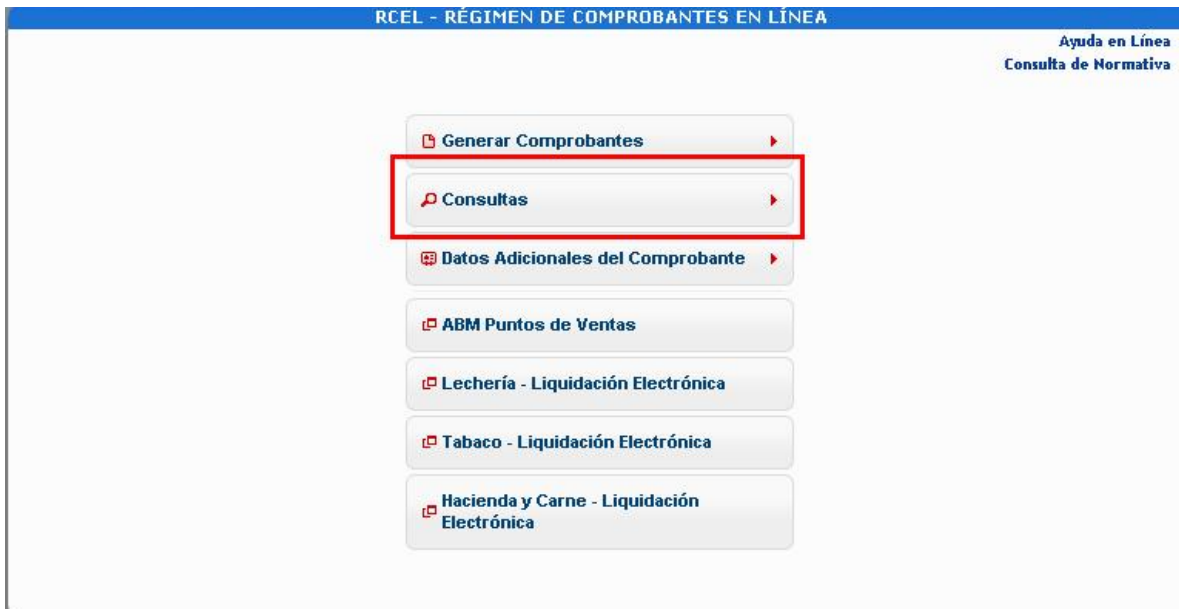 RCEL - RÉGIMEN DE COMPROBANTES EN LÍNEA
Ayuda en Línea
Consulta de Normativa
Generar Comprobantes
Consultas
Datos Adicionales del Comprobante
ABM Puntos de Ventas
Lechería - Liquidación Electrónica
Tabaco - Liquidación Electrónica
Hacienda y Carne - Liquidación
Electrónica